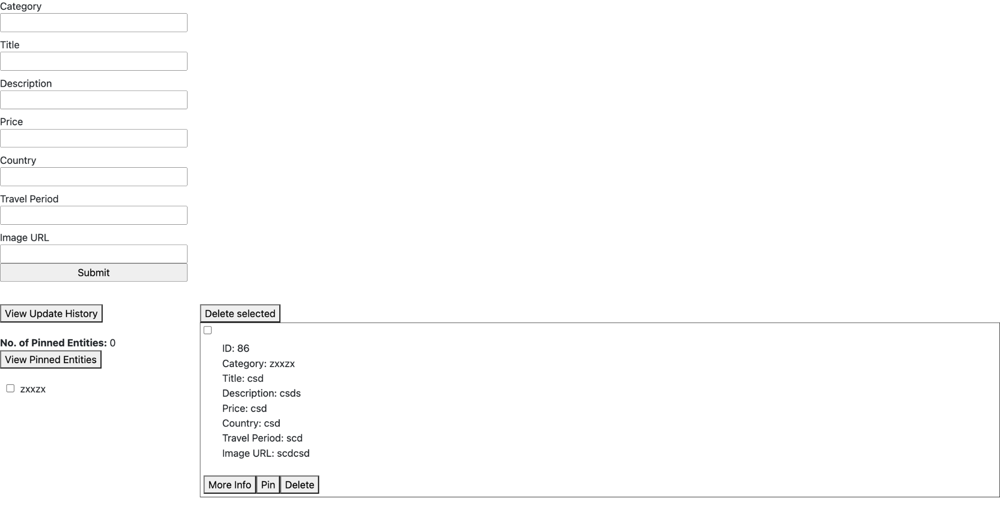 Category
Title
Description
Price
Country
Travel Period
Image URL
Submit
View Update History
No. of Pinned Entities: 0
View Pinned Entities
zxxzx
Delete selected
ID: 86
Category: zxxzx
Title: csd
Description: csds
Price: csd
Country: csd
Travel Period: scd
Image URL: scdcsd
More Info Pin Delete